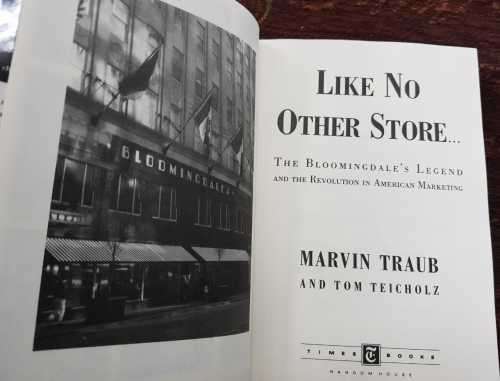 BLOOMINGDALE'S
LIKE NO
OTHER STORE...
THE BLOOMINGDALE'S LEGEND
AND THE REVOLUTION IN AMERICAN MARKETING
MARVIN TRAUB
AND TOM TEICHOLZ
TIMES T BOOKS
RANDOM HOUSE